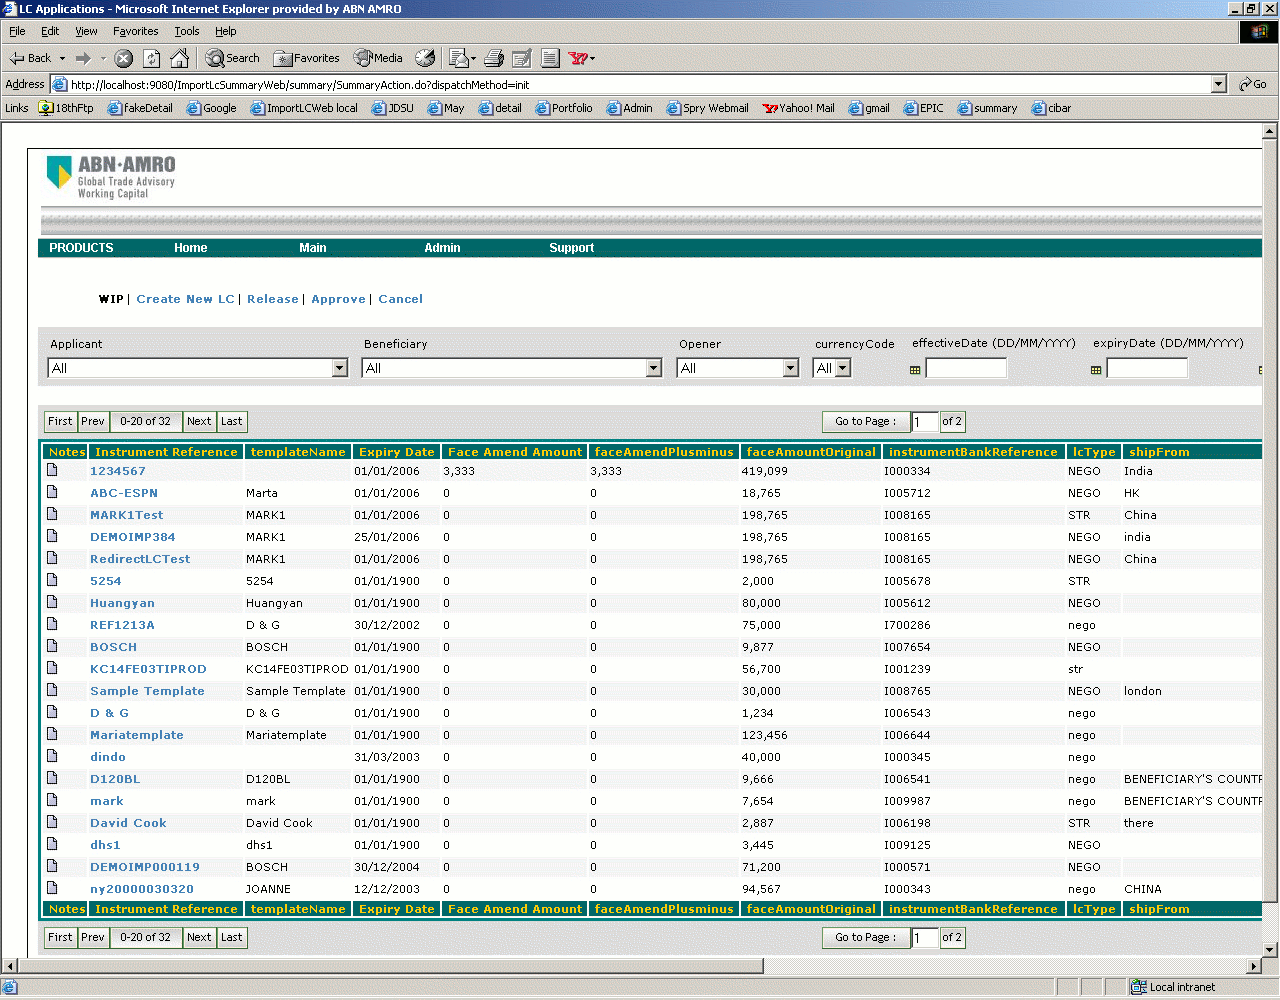 LC Applications - Microsoft Internet Explorer provided by ABN AMRO
File Edit View Favorites Tools Help
Back Search Favorites Media
Address http://localhost:9080/ImportLcSummaryWeb/summary/SummaryAction.do?dispatchMethod=init Go
Links 18thFtp fakeDetail Google ImportLCWeb local JDSU May detail Portfolio Admin Spry Webmail Yahoo! Mail gmail EPIC summary cibar
ABN·AMRO
Global Trade Advisory
Working Capital
PRODUCTS Home Main Admin Support
WIP | Create New LC | Release | Approve | Cancel
Applicant Beneficiary Opener currencyCode effectiveDate (DD/MM/YYYY) expiryDate (DD/MM/YYYY)
All All All All
First Prev 0-20 of 32 Next Last Go to Page : 1 of 2
Notes Instrument Reference templateName Expiry Date Face Amend Amount faceAmendPlusminus faceAmountOriginal instrumentBankReference lcType shipFrom
1234567 01/01/2006 3,333 3,333 419,099 I000334 NEGO India
ABC-ESPN Marta 01/01/2006 0 0 18,765 I005712 NEGO HK
MARK1Test MARK1 01/01/2006 0 0 198,765 I008165 STR China
DEMOIMP384 MARK1 25/01/2006 0 0 198,765 I008165 NEGO india
RedirectLCTest MARK1 01/01/2006 0 0 198,765 I008165 NEGO China
5254 5254 01/01/1900 0 0 2,000 I005678 STR
Huangyan Huangyan 01/01/1900 0 0 80,000 I005612 NEGO
REF1213A D & G 30/12/2002 0 0 75,000 I700286 nego
BOSCH BOSCH 01/01/1900 0 0 9,877 I007654 NEGO
KC14FE03TIPROD KC14FE03TIPROD 01/01/1900 0 0 56,700 I001239 str
Sample Template Sample Template 01/01/1900 0 0 30,000 I008765 NEGO london
D & G D & G 01/01/1900 0 0 1,234 I006543 nego
Mariatemplate Mariatemplate 01/01/1900 0 0 123,456 I006644 nego
dindo 31/03/2003 0 0 40,000 I000345 nego
D120BL D120BL 01/01/1900 0 0 9,666 I006541 nego BENEFICIARY'S COUNTR
mark mark 01/01/1900 0 0 7,654 I009987 nego BENEFICIARY'S COUNTR
David Cook David Cook 01/01/1900 0 0 2,887 I006198 STR there
dhs1 dhs1 01/01/1900 0 0 3,445 I009125 NEGO
DEMOIMP000119 BOSCH 30/12/2004 0 0 71,200 I000571 NEGO
ny20000030320 JOANNE 12/12/2003 0 0 94,567 I000343 nego CHINA
Notes Instrument Reference templateName Expiry Date Face Amend Amount faceAmendPlusminus faceAmountOriginal instrumentBankReference lcType shipFrom
First Prev 0-20 of 32 Next Last Go to Page : 1 of 2
Local intranet